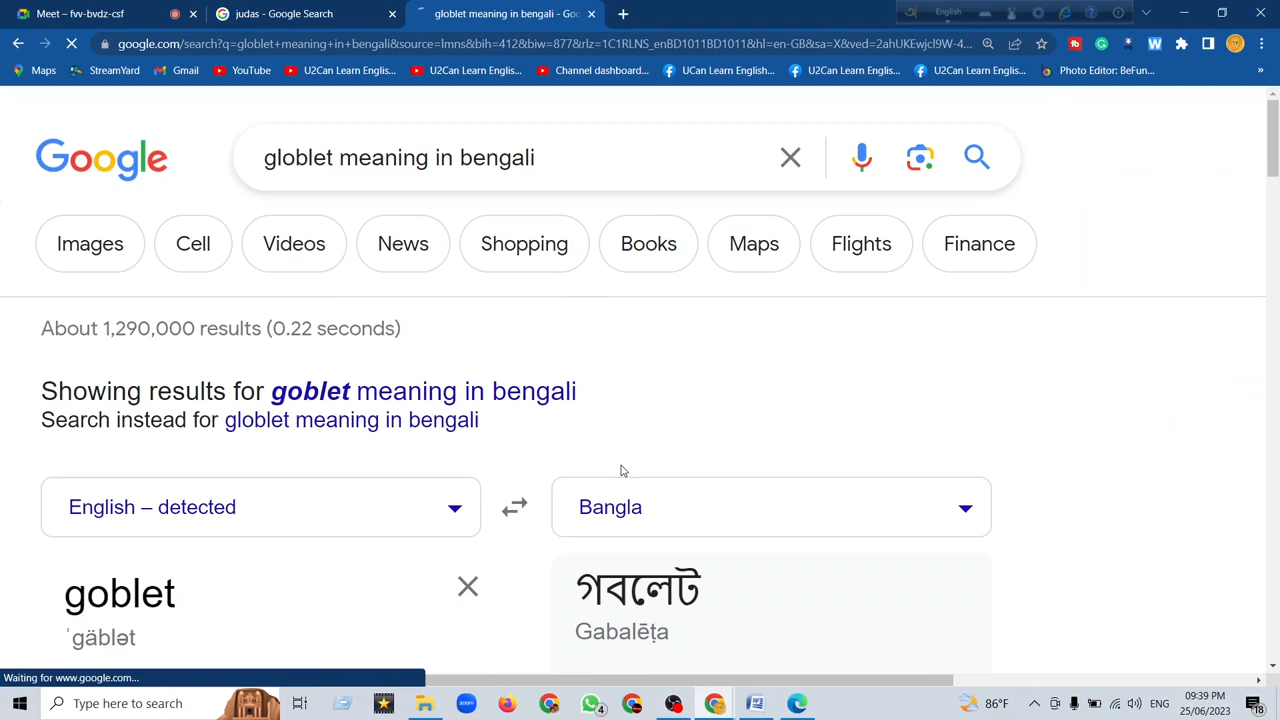 Meet – fvv-bvdz-csf
judas - Google Search
globlet meaning in bengali - Goo
English
google.com/search?q=globlet+meaning+in+bengali&source=lmns&bih=412&biw=877&rlz=1C1RLNS_enBD1011BD1011&hl=en-GB&sa=X&ved=2ahUKEwjcl9W-4...
Maps StreamYard Gmail YouTube U2Can Learn Englis... U2Can Learn Englis... Channel dashboard... UCan Learn English... U2Can Learn Englis... U2Can Learn Englis... Photo Editor: BeFun... »
Google
globlet meaning in bengali
Images Cell Videos News Shopping Books Maps Flights Finance
About 1,290,000 results (0.22 seconds)
Showing results for goblet meaning in bengali
Search instead for globlet meaning in bengali
English – detected
Bangla
goblet
ˈgäblət
গবলেট
Gabalēṭa
Waiting for www.google.com...
Type here to search
zoom
4
86°F
09:39 PM
25/06/2023
18